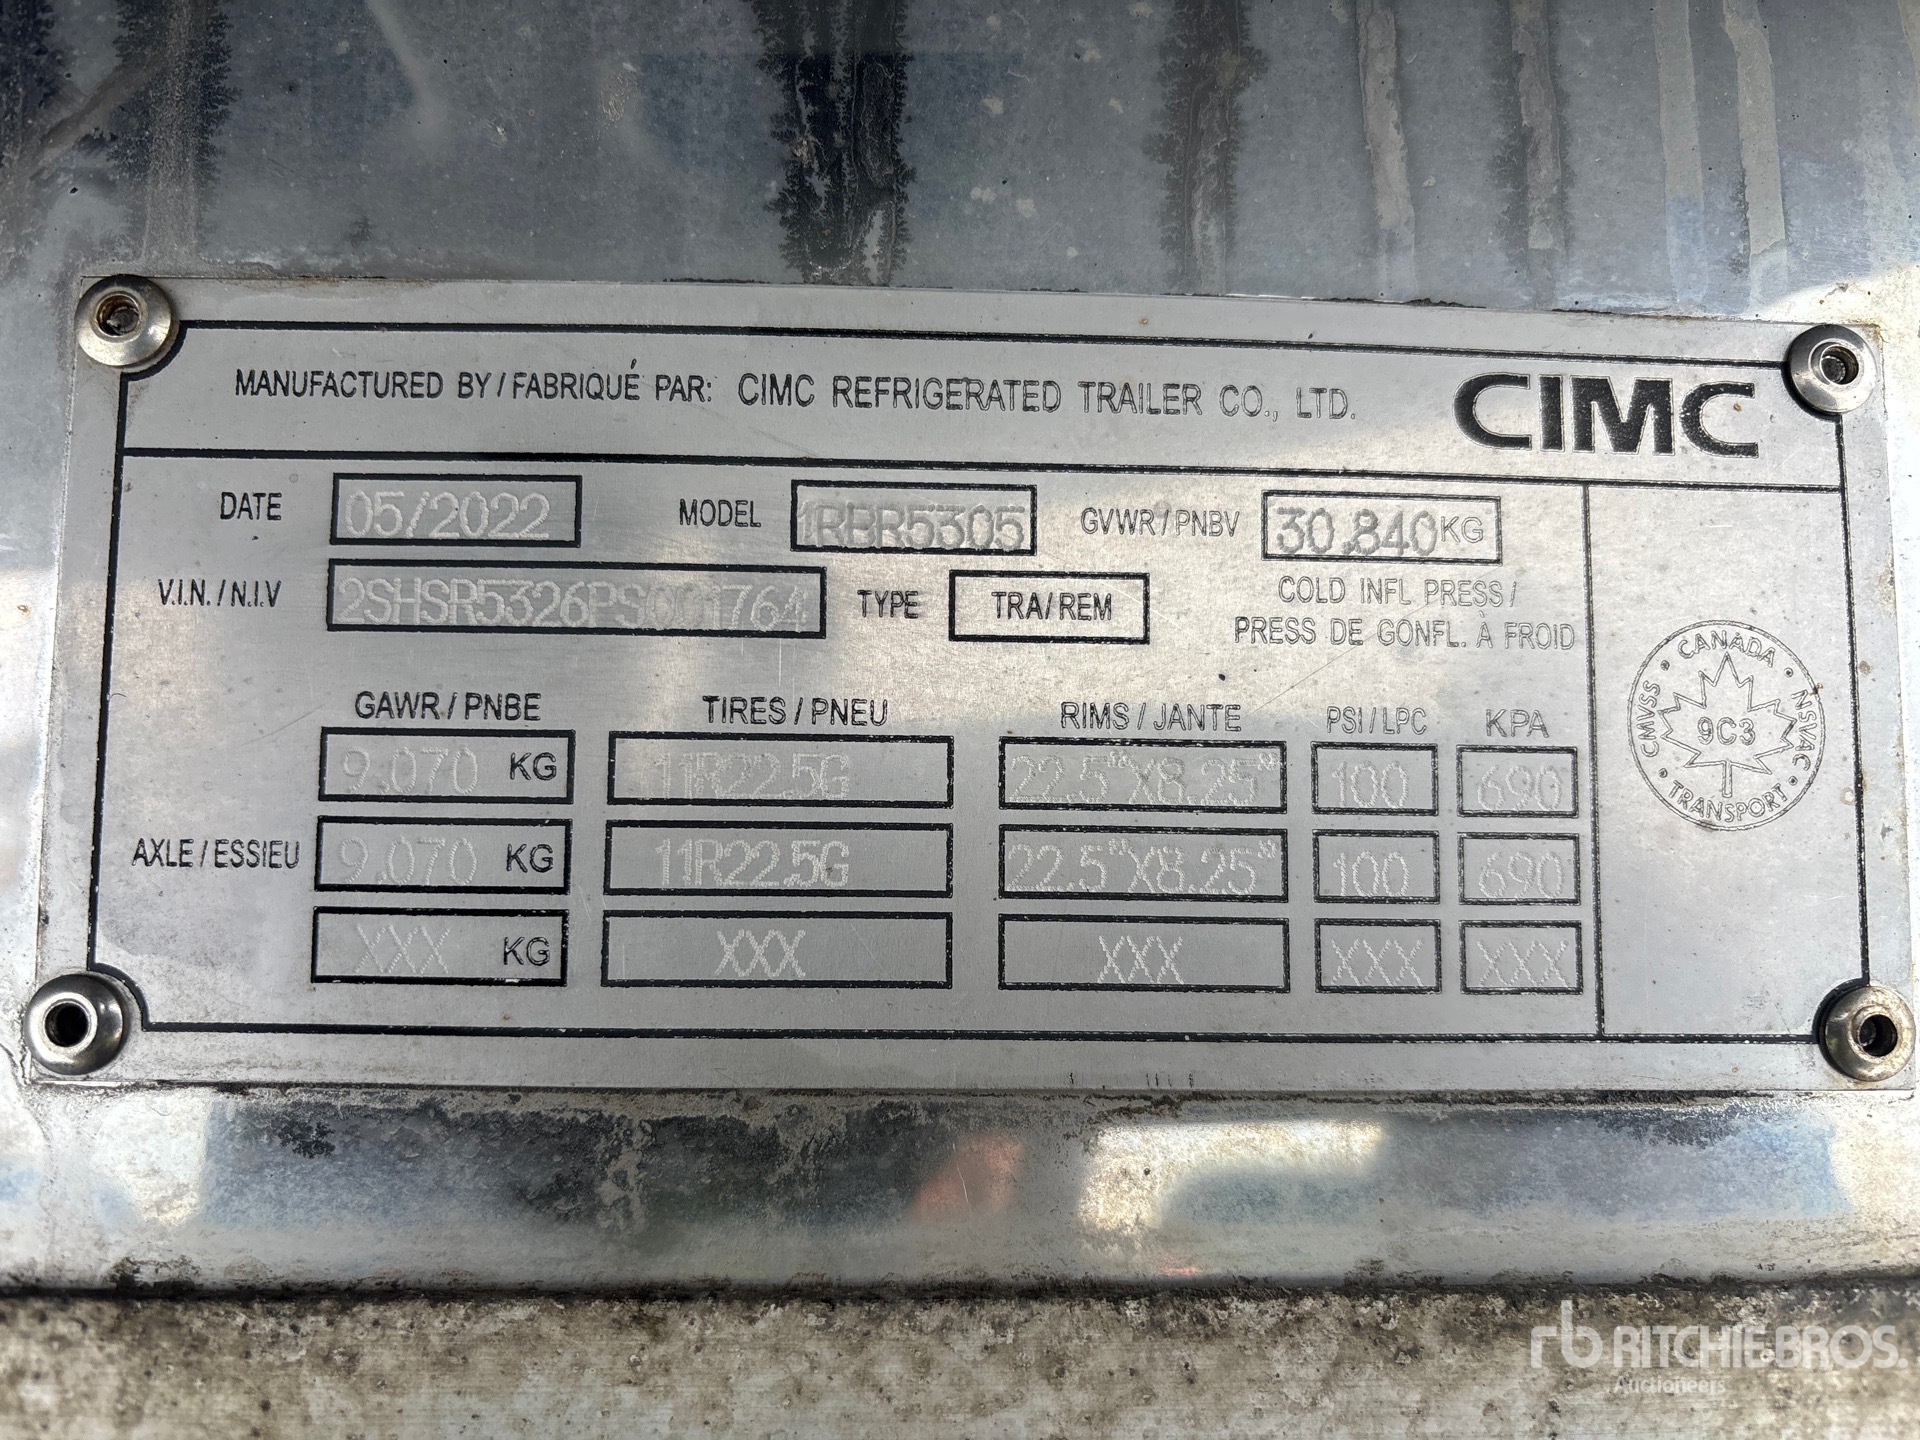 MANUFACTURED BY / FABRIQUÉ PAR: CIMC REFRIGERATED TRAILER CO., LTD. CIMC
DATE 05/2022 MODEL 1RBR5305 GVWR / PNBV 30,840 KG
V.I.N. / N.I.V 2SHSR5326PS001764 TYPE TRA/REM COLD INFL PRESS /
PRESS DE GONFL. À FROID
GAWR / PNBE TIRES / PNEU RIMS / JANTE PSI / LPC KPA
9,070 KG 11R22.5G 22.5"X8.25" 100 690
AXLE / ESSIEU 9,070 KG 11R22.5G 22.5"X8.25" 100 690
XXX KG XXX XXX XXX XXX
CANADA
CMVSS 9C3 NSVAC
TRANSPORT
rb RITCHIE BROS.
Auctioneers